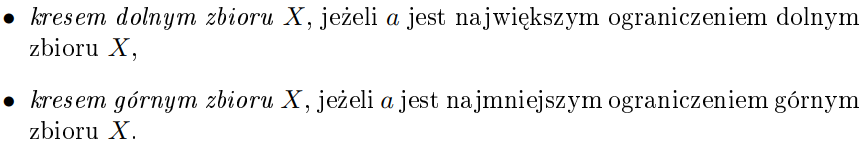 • kresem dolnym zbioru X, jeżeli a jest największym ograniczeniem dolnym
zbioru X,
• kresem górnym zbioru X, jeżeli a jest najmniejszym ograniczeniem górnym
zbioru X.